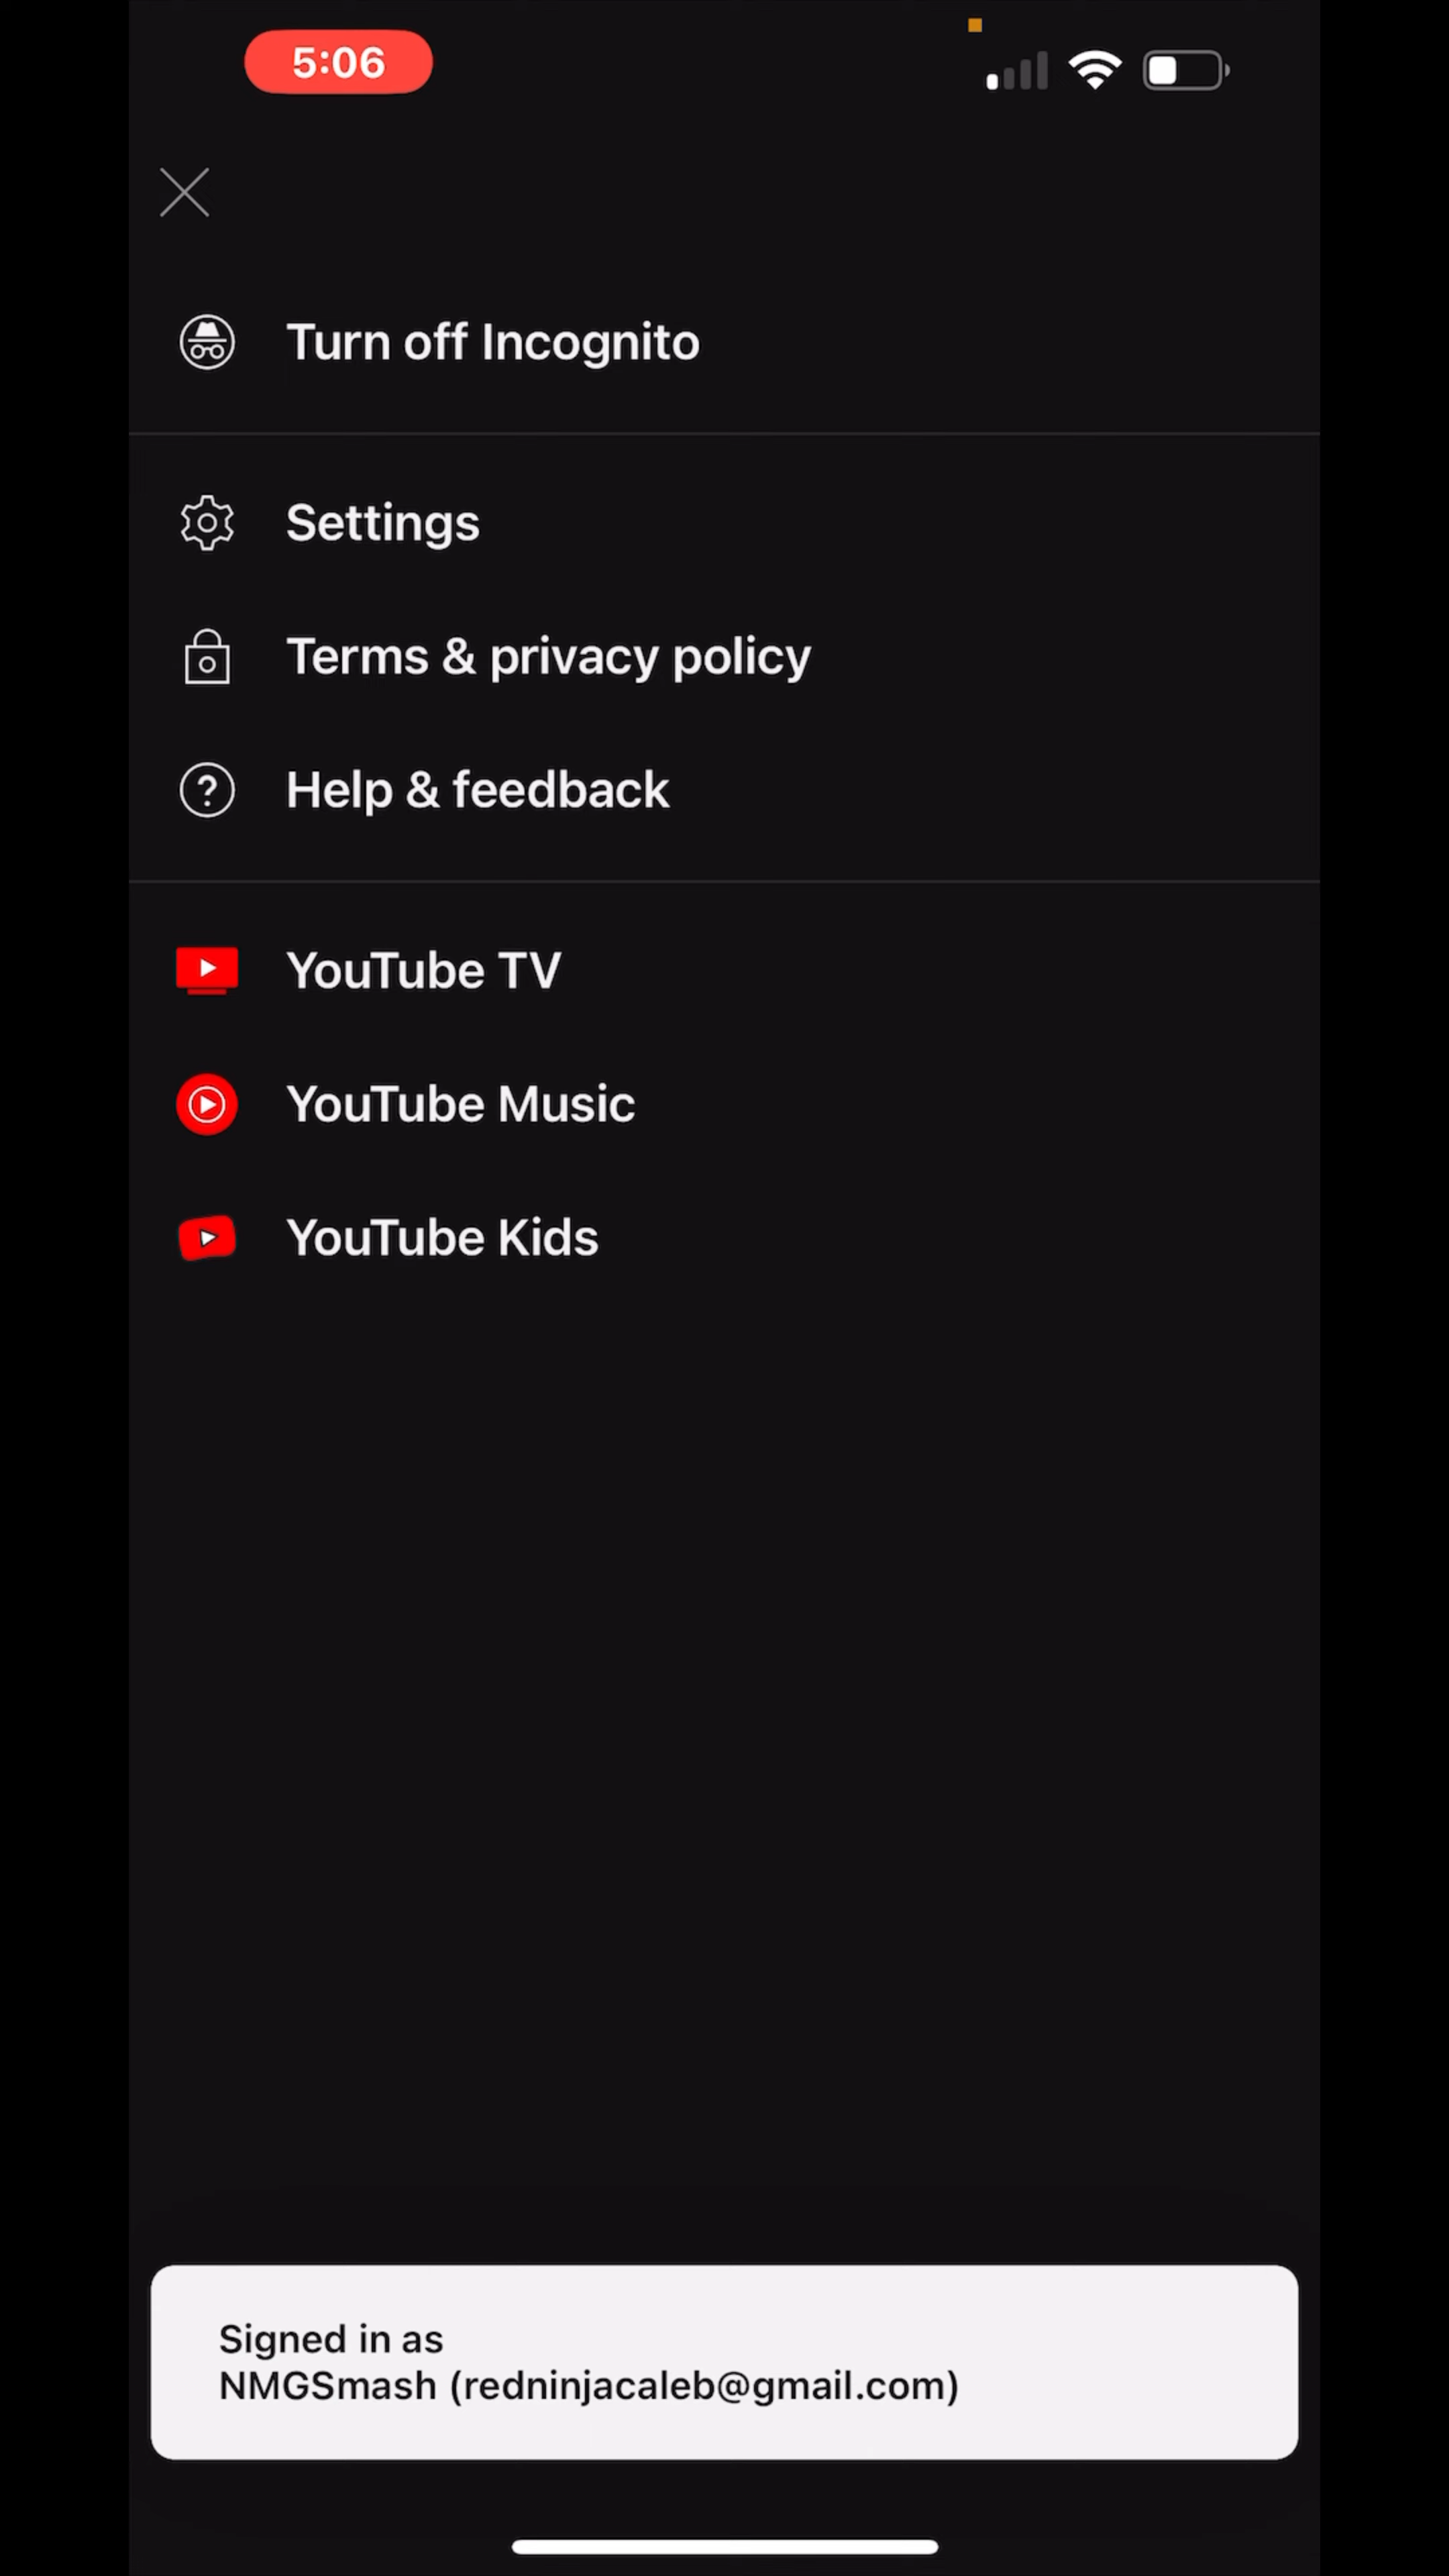 5:06
Turn off Incognito
Settings
Terms & privacy policy
Help & feedback
YouTube TV
YouTube Music
YouTube Kids
Signed in as
NMGSmash (redninjacaleb@gmail.com)